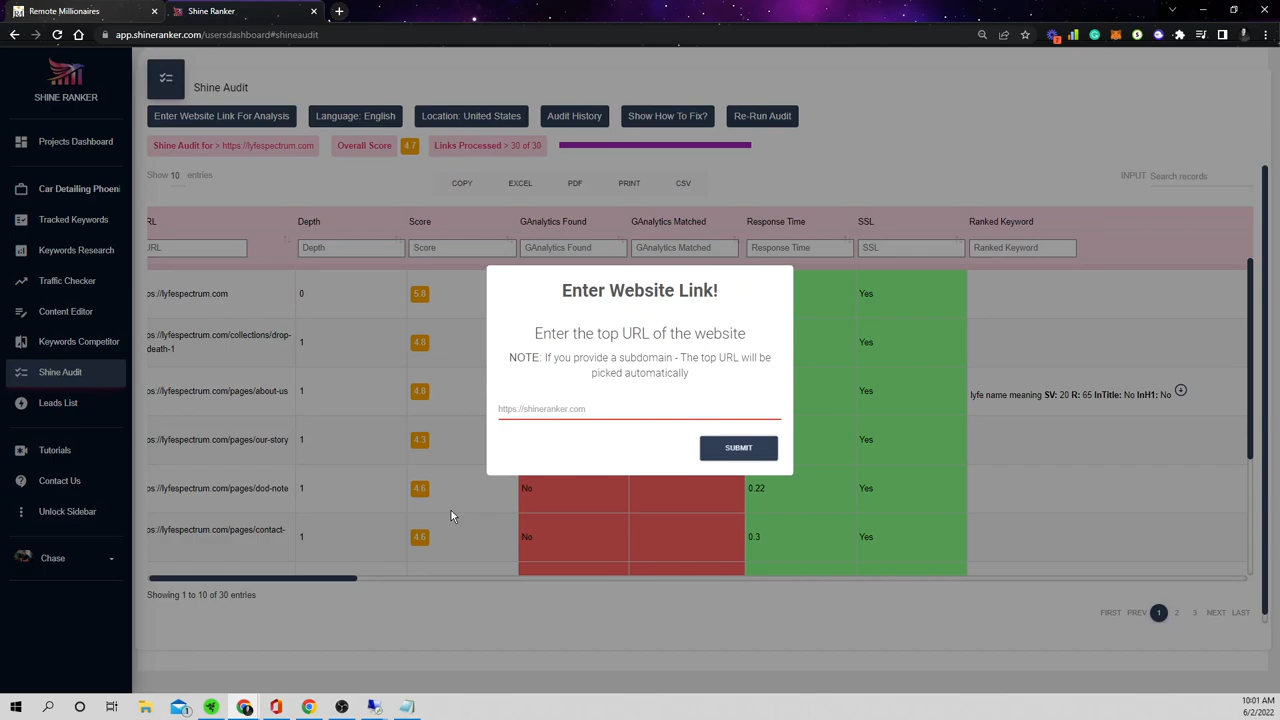 Remote Millionaires
Shine Ranker
app.shineranker.com/usersdashboard#shineaudit
SHINE RANKER
Projects Dashboard
Car Detailing Phoeni
Tracked Keywords
Keywords Research
Traffic Checker
Content Editor
Keywords Competitor
Shine Audit
Leads List
Tutorials
Contact Us
Unlock Sidebar
Chase
Shine Audit
Enter Website Link For Analysis
Language: English
Location: United States
Audit History
Show How To Fix?
Re-Run Audit
Shine Audit for > https://lyfespectrum.com
Overall Score
4.7
Links Processed > 30 of 30
Show 10 entries
COPY
EXCEL
PDF
PRINT
CSV
INPUT
Search records
RL
Depth
Score
GAnalytics Found
GAnalytics Matched
Response Time
SSL
Ranked Keyword
URL
Depth
Score
GAnalytics Found
GAnalytics Matched
Response Time
SSL
Ranked Keyword
ps://lyfespectrum.com
0
5.8
Yes
ps://lyfespectrum.com/collections/drop-
death-1
1
4.8
Yes
ps://lyfespectrum.com/pages/about-us
1
4.8
Yes
lyfe name meaning SV: 20 R: 65 InTitle: No InH1: No
ps://lyfespectrum.com/pages/our-story
1
4.3
Yes
ps://lyfespectrum.com/pages/dod-note
1
4.6
No
0.22
Yes
ps://lyfespectrum.com/pages/contact-
1
4.6
No
0.3
Yes
Enter Website Link!
Enter the top URL of the website
NOTE: If you provide a subdomain - The top URL will be
picked automatically
https://shineranker.com
SUBMIT
Showing 1 to 10 of 30 entries
FIRST
PREV
1
2
3
NEXT
LAST
10:01 AM
6/2/2022